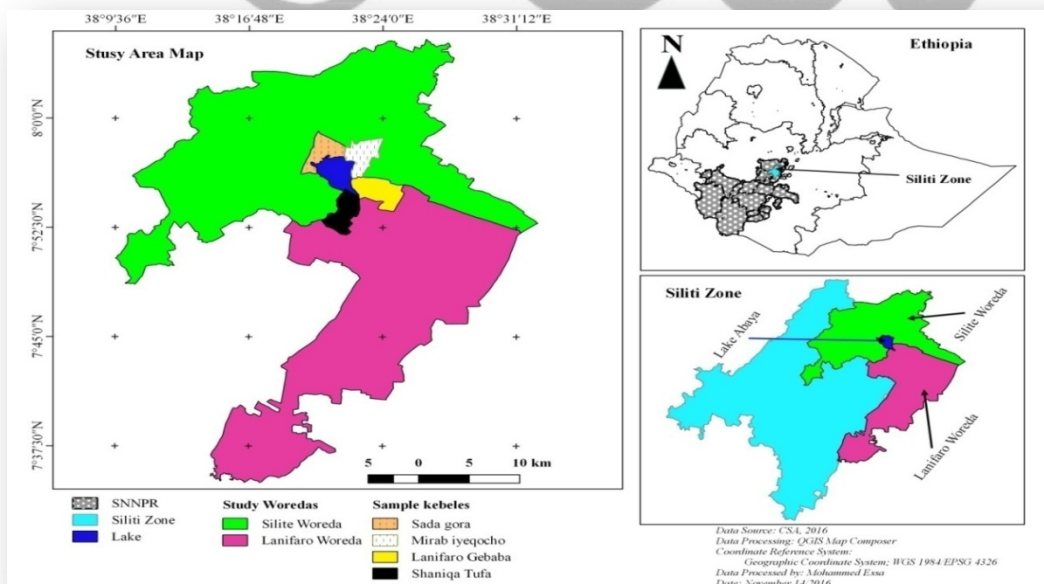 38°9'36"E 38°16'48"E 38°24'0"E 38°31'12"E
Stusy Area Map
8°0'0"N
7°52'30"N
7°45'0"N
7°37'30"N
5 0 5 10 km
N
Ethiopia
Siliti Zone
Siliti Zone
Lake Abaya
Silite Woreda
Lanifaro Woreda
SNNPR
Siliti Zone
Lake
Study Woredas
Silite Woreda
Lanifaro Woreda
Sample kebeles
Sada gora
Mirab iyeqocho
Lanifaro Gebaba
Shaniqa Tufa
Data Source: CSA, 2016
Data Processing: QGIS Map Composer
Coordinate Reference System:
Geographic Coordinate System; WGS 1984/EPSG 4326
Data Processed by: Mohammed Essa
Date: November 14/2016